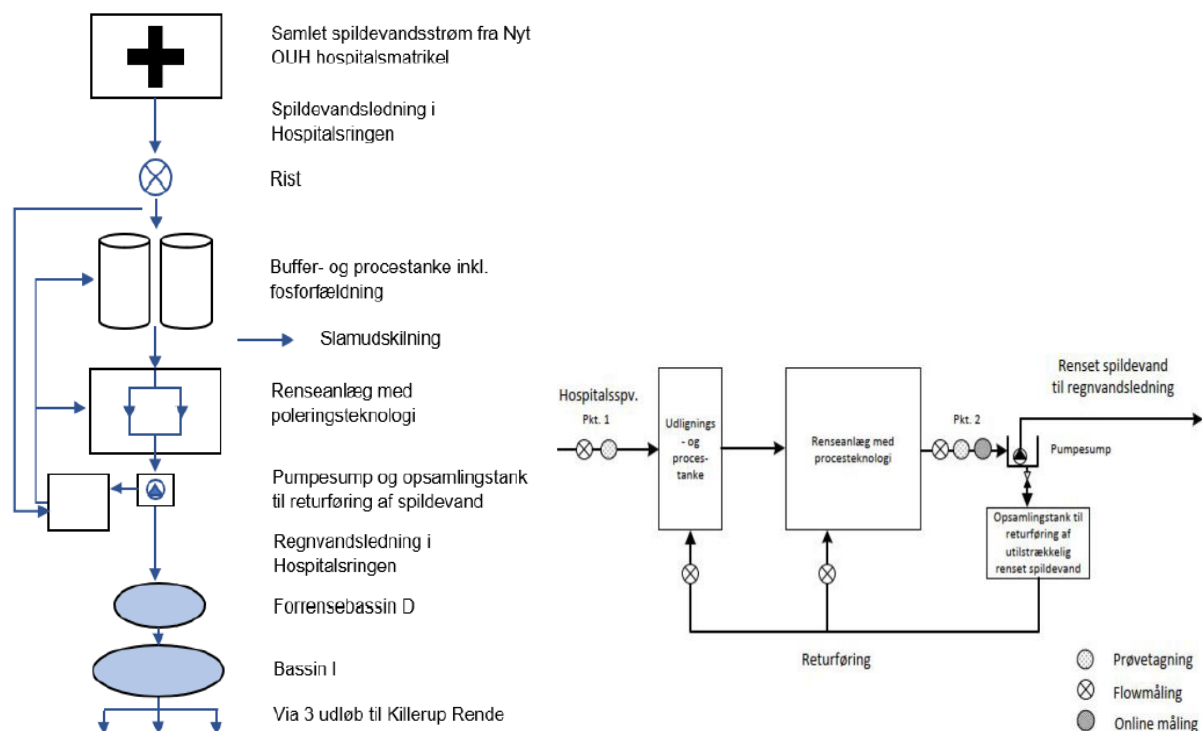 Samlet spildevandsstrøm fra Nyt
OUH hospitalsmatrikel
Spildevandsledning i
Hospitalsringen
Rist
Buffer- og procestanke inkl.
fosforfældning
Slamudskilning
Renseanlæg med
poleringsteknologi
Pumpesump og opsamlingstank
til returføring af spildevand
Regnvandsledning i
Hospitalsringen
Forrensebassin D
Bassin I
Via 3 udløb til Killerup Rende
Hospitalsspv.
Pkt. 1
Udlignings
- og
proces-
tanke
Renseanlæg med
procesteknologi
Pkt. 2
Renset spildevand
til regnvandsledning
Pumpesump
Opsamlingstank til
returføring af
utilstrækkelig
renset spildevand
Returføring
Prøvetagning
Flowmåling
Online måling